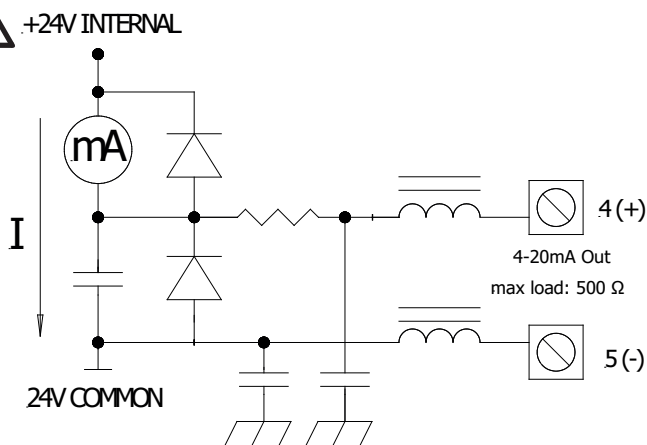 +24V INTERNAL
mA
I
4 (+)
4-20mA Out
max load: 500 Ω
5 (-)
24V COMMON